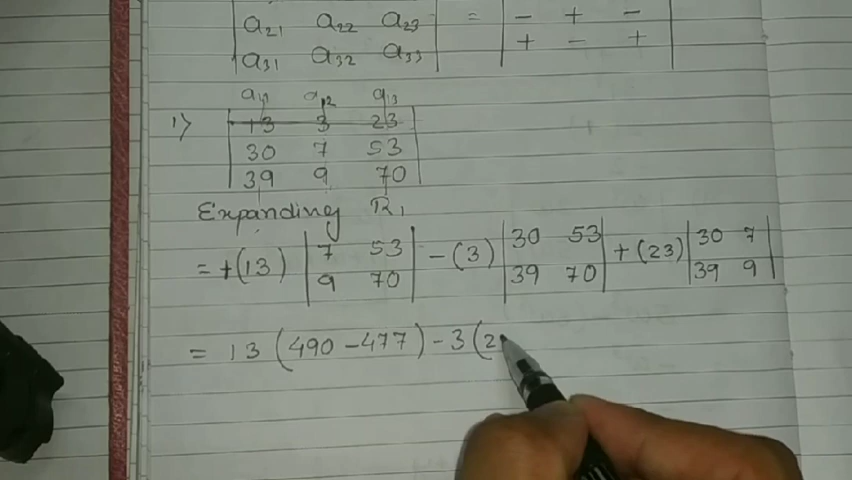 a21 a22 a23 = - + -
a31 a32 a33 + - +
a11 a12 a13
1) 13 3 23
30 7 53
39 9 70
Expanding R1
= +(13) | 7 53 | - (3) | 30 53 | + (23) | 30 7 |
| 9 70 | | 39 70 | | 39 9 |
= 13 (490 - 477) - 3 (2